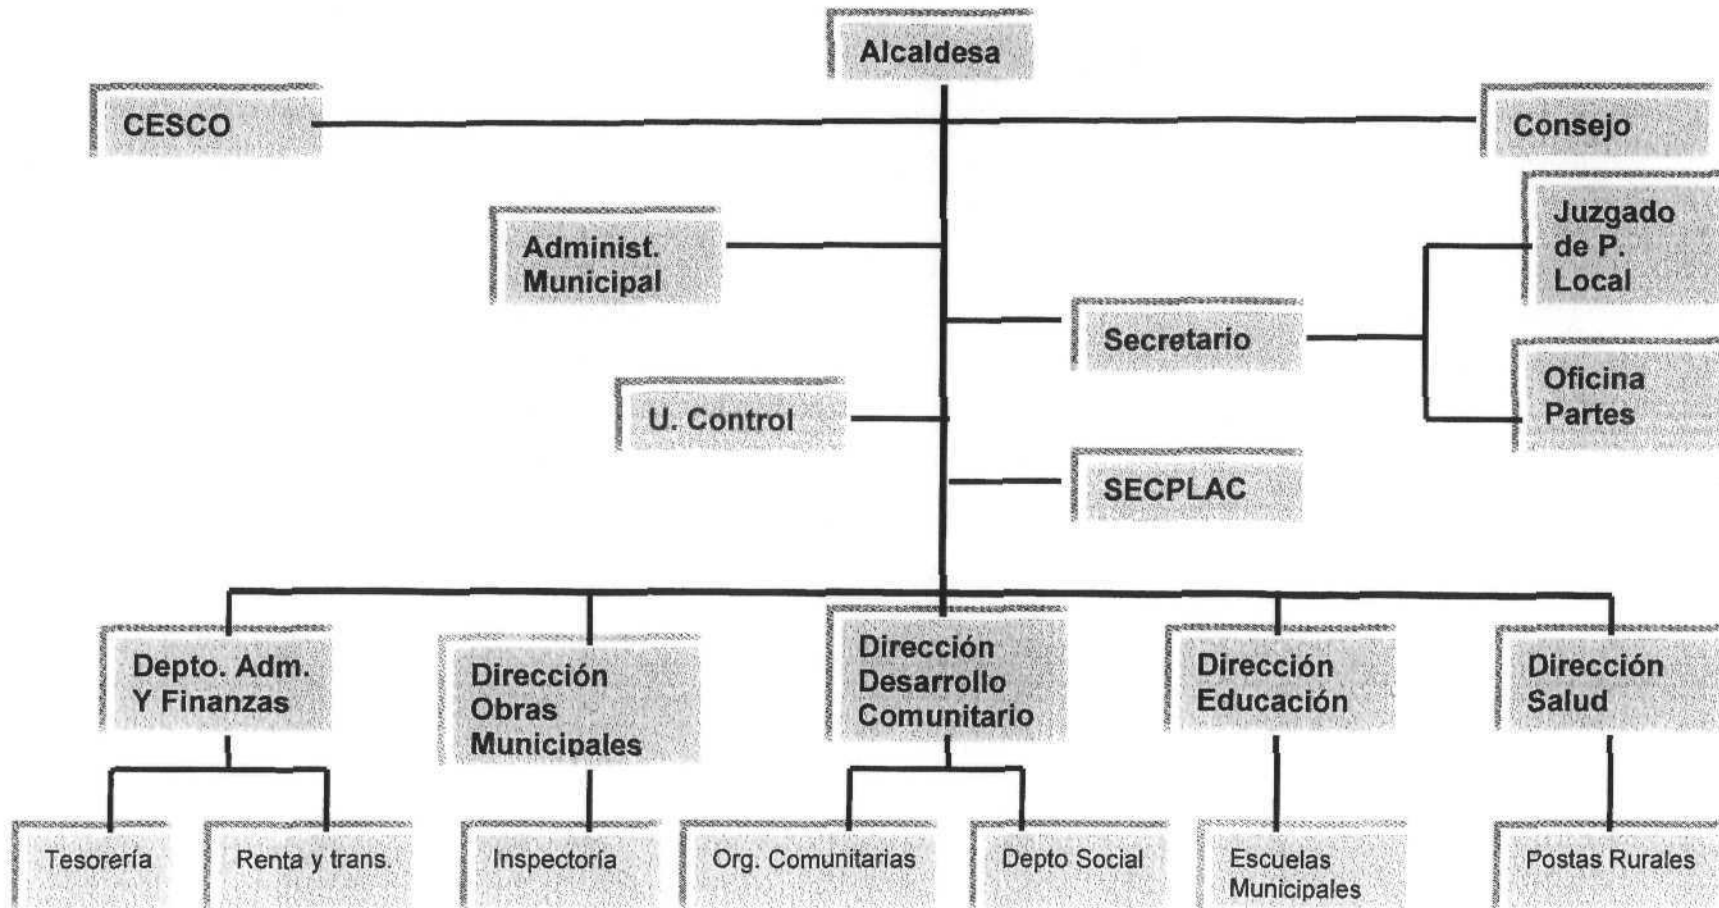 Alcaldesa
CESCO
Consejo
Administ.
Municipal
Juzgado
de P.
Local
Secretario
Oficina
Partes
U. Control
SECPLAC
Depto. Adm.
Y Finanzas
Dirección
Obras
Municipales
Dirección
Desarrollo
Comunitario
Dirección
Educación
Dirección
Salud
Tesorería
Renta y trans.
Inspectoría
Org. Comunitarias
Depto Social
Escuelas
Municipales
Postas Rurales